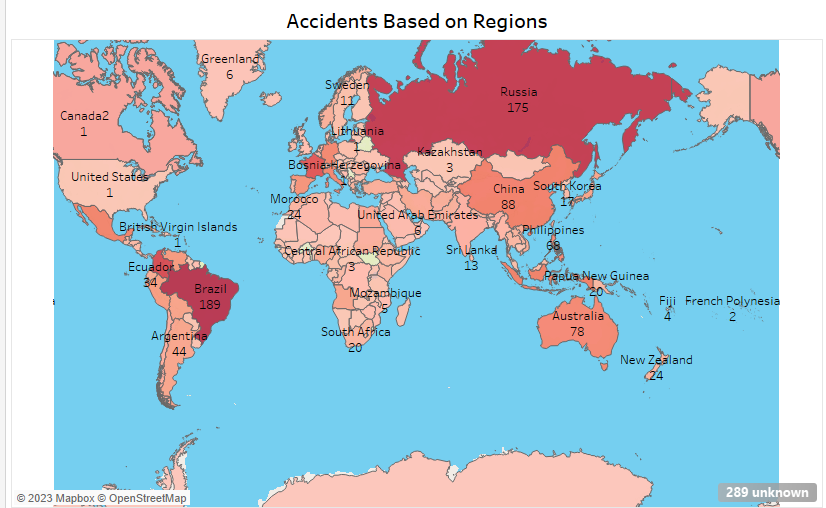 Accidents Based on Regions
Greenland
6
Russia
175
Sweden
11
Canada2
1
Lithuania
1
Kazakhstan
3
Bosnia-Herzegovina
1
United States
1
China
88
South Korea
17
Morocco
24
United Arab Emirates
6
British Virgin Islands
1
Philippines
68
Central African Republic
3
Sri Lanka
13
Ecuador
34
Papua New Guinea
20
Brazil
189
Mozambique
5
Fiji
4
French Polynesia
2
Australia
78
Argentina
44
South Africa
20
New Zealand
24
© 2023 Mapbox © OpenStreetMap
289 unknown